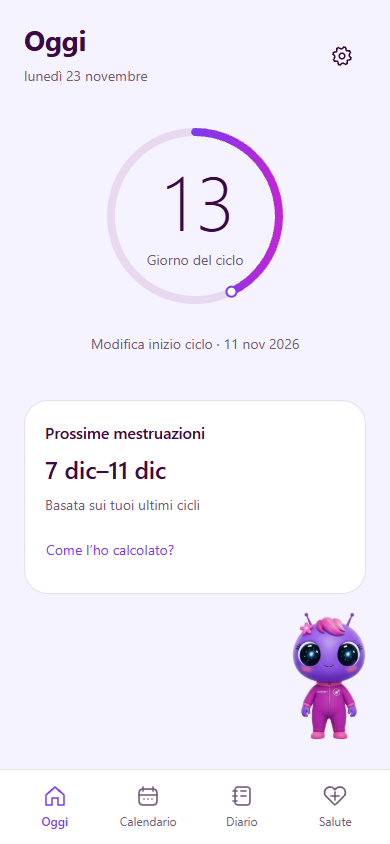 Oggi
lunedì 23 novembre
13
Giorno del ciclo
Modifica inizio ciclo · 11 nov 2026
Prossime mestruazioni
7 dic–11 dic
Basata sui tuoi ultimi cicli
Come l’ho calcolato?
Oggi
Calendario
Diario
Salute